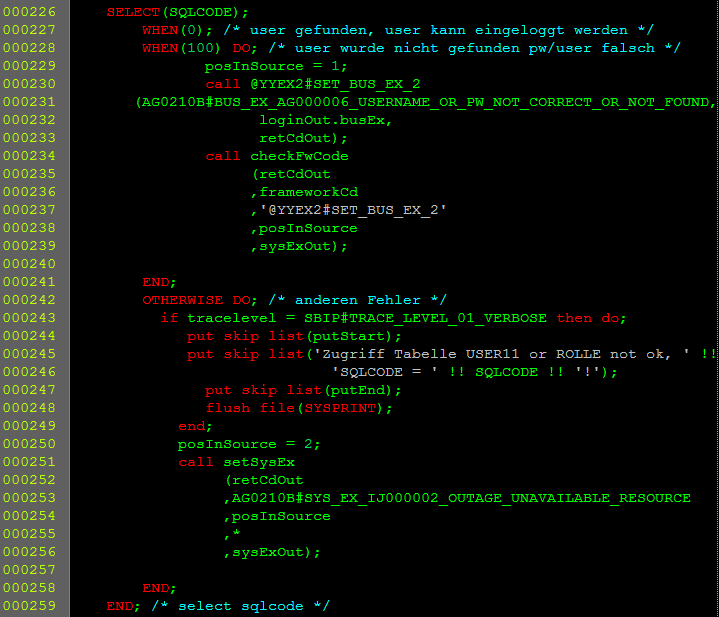 000226 SELECT(SQLCODE);
000227 WHEN(0); /* user gefunden, user kann eingeloggt werden */
000228 WHEN(100) DO; /* user wurde nicht gefunden pw/user falsch */
000229 posInSource = 1;
000230 call @YYEX2#SET_BUS_EX_2
000231 (AG0210B#BUS_EX_AG000006_USERNAME_OR_PW_NOT_CORRECT_OR_NOT_FOUND,
000232 loginOut.busEx,
000233 retCdOut);
000234 call checkFwCode
000235 (retCdOut
000236 ,frameworkCd
000237 ,'@YYEX2#SET_BUS_EX_2'
000238 ,posInSource
000239 ,sysExOut);
000240
000241 END;
000242 OTHERWISE DO; /* anderen Fehler */
000243 if tracelevel = SBIP#TRACE_LEVEL_01_VERBOSE then do;
000244 put skip list(putStart);
000245 put skip list('Zugriff Tabelle USER11 or ROLLE not ok, ' !!
000246 'SQLCODE = ' !! SQLCODE !! '!');
000247 put skip list(putEnd);
000248 flush file(SYSPRINT);
000249 end;
000250 posInSource = 2;
000251 call setSysEx
000252 (retCdOut
000253 ,AG0210B#SYS_EX_IJ000002_OUTAGE_UNAVAILABLE_RESOURCE
000254 ,posInSource
000255 ,*
000256 ,sysExOut);
000257
000258 END;
000259 END; /* select sqlcode */